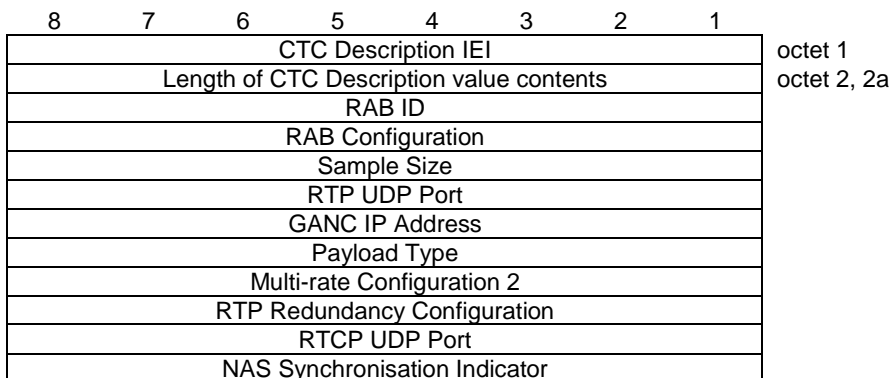 8 7 6 5 4 3 2 1
CTC Description IEI octet 1
Length of CTC Description value contents octet 2, 2a
RAB ID
RAB Configuration
Sample Size
RTP UDP Port
GANC IP Address
Payload Type
Multi-rate Configuration 2
RTP Redundancy Configuration
RTCP UDP Port
NAS Synchronisation Indicator